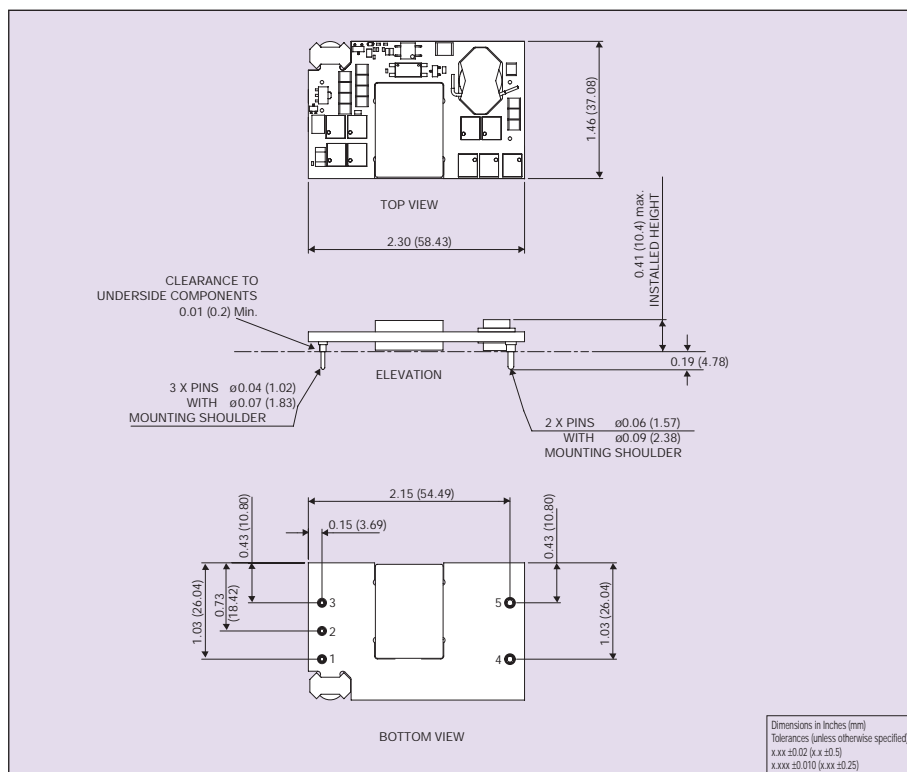 1.46 (37.08)
TOP VIEW
2.30 (58.43)
0.41 (10.4) max.
INSTALLED HEIGHT
CLEARANCE TO
UNDERSIDE COMPONENTS
0.01 (0.2) Min.
0.19 (4.78)
ELEVATION
3 X PINS ø0.04 (1.02)
WITH ø0.07 (1.83)
MOUNTING SHOULDER
2 X PINS ø0.06 (1.57)
WITH ø0.09 (2.38)
MOUNTING SHOULDER
2.15 (54.49)
0.15 (3.69)
0.43 (10.80)
0.43 (10.80)
1.03 (26.04)
0.73
(18.42)
1.03 (26.04)
3
5
2
1
4
BOTTOM VIEW
Dimensions in Inches (mm)
Tolerances (unless otherwise specified)
x.xx ±0.02 (x.x ±0.5)
x.xxx ±0.010 (x.xx ±0.25)